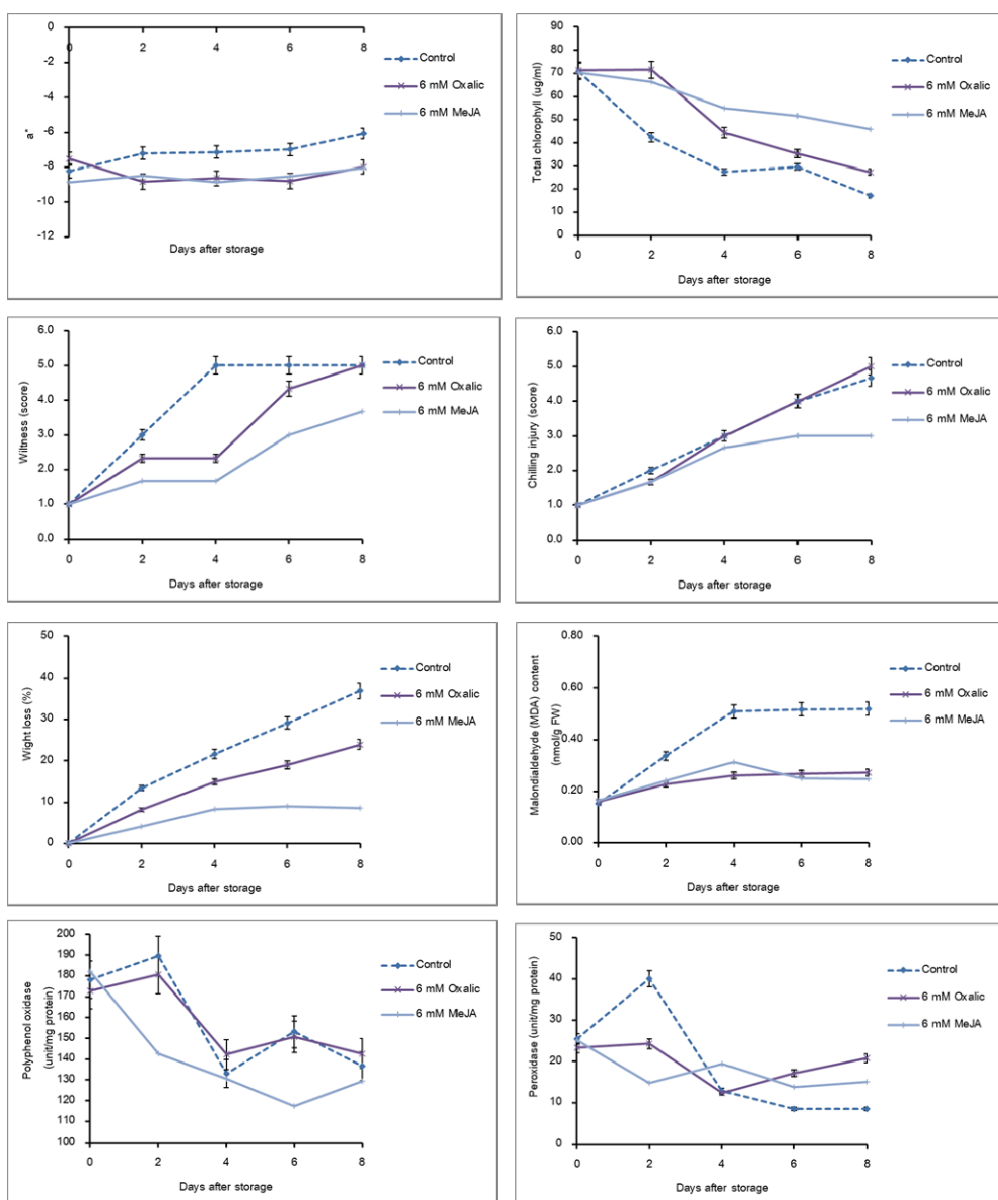 0
-2
-4
-6
-8
-10
-12
0 2 4 6 8
a*
Days after storage
Control
6 mM Oxalic
6 mM MeJA
90
80
70
60
50
40
30
20
10
0
0 2 4 6 8
Total chlorophyll (ug/ml)
Days after storage
Control
6 mM Oxalic
6 mM MeJA
6.0
5.0
4.0
3.0
2.0
1.0
0.0
0 2 4 6 8
Wiltness (score)
Days after storage
Control
6 mM Oxalic
6 mM MeJA
6.0
5.0
4.0
3.0
2.0
1.0
0.0
0 2 4 6 8
Chilling injury (score)
Days after storage
Control
6 mM Oxalic
6 mM MeJA
50
40
30
20
10
0
0 2 4 6 8
Wight loss (%)
Days after storage
Control
6 mM Oxalic
6 mM MeJA
0.80
0.60
0.40
0.20
0.00
0 2 4 6 8
Malondialdehyde (MDA) content
(nmol/g FW)
Days after storage
Control
6 mM Oxalic
6 mM MeJA
200
190
180
170
160
150
140
130
120
110
100
0 2 4 6 8
Polyphenol oxidase
(unit/mg protein)
Days after storage
Control
6 mM Oxalic
6 mM MeJA
50
40
30
20
10
0
0 2 4 6 8
Peroxidase (unit/mg protein)
Days after storage
Control
6 mM Oxalic
6 mM MeJA